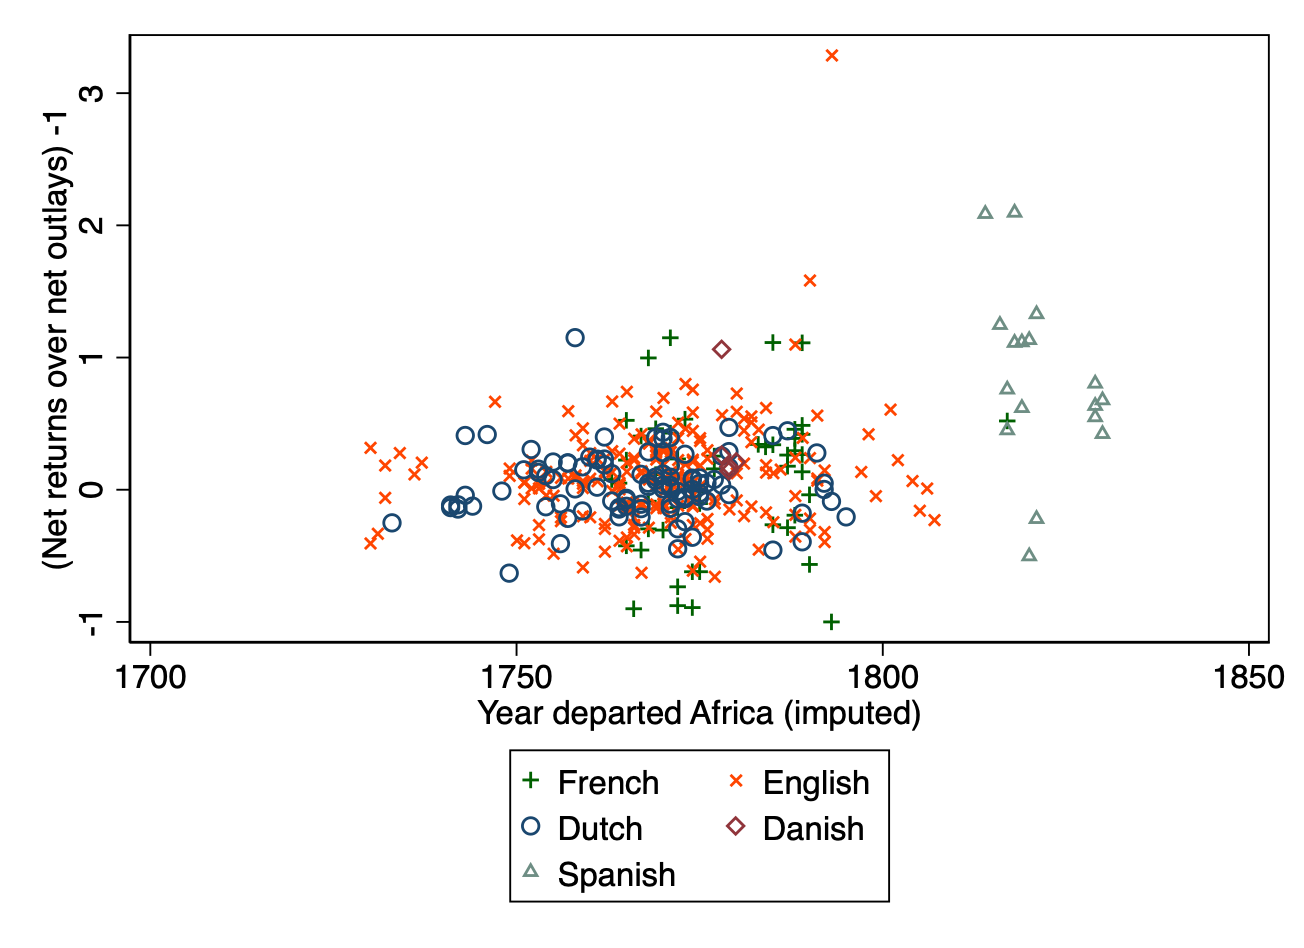 (Net returns over net outlays) -1
3
2
1
0
-1
1700 1750 1800 1850
Year departed Africa (imputed)
French English
Dutch Danish
Spanish